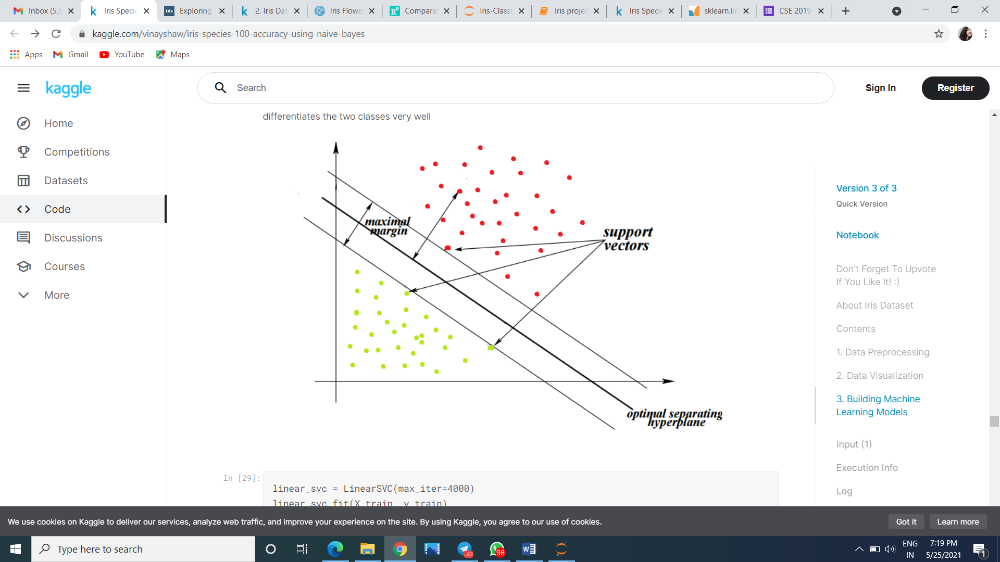 Inbox (5,5
Iris Specie
tds
Exploring
2. Iris Dat
Iris Flowe
Comparat
Iris-Classi
Iris projec
Iris Specie
sklearn.lin
CSE 2019
kaggle.com/vinayshaw/iris-species-100-accuracy-using-naive-bayes
Apps
Gmail
YouTube
Maps
kaggle
Search
Sign In
Register
Home
Competitions
Datasets
Code
Discussions
Courses
More
differentiates the two classes very well
maximal
margin
support
vectors
optimal separating
hyperplane
In [29]:
linear_svc = LinearSVC(max_iter=4000)
linear_svc.fit(X_train, y_train)
Version 3 of 3
Quick Version
Notebook
Don't Forget To Upvote
If You Like It! :)
About Iris Dataset
Contents
1. Data Preprocessing
2. Data Visualization
3. Building Machine
Learning Models
Input (1)
Execution Info
Log
We use cookies on Kaggle to deliver our services, analyze web traffic, and improve your experience on the site. By using Kaggle, you agree to our use of cookies.
Got it
Learn more
Type here to search
..42
98
ENG
IN
7:19 PM
5/25/2021
1